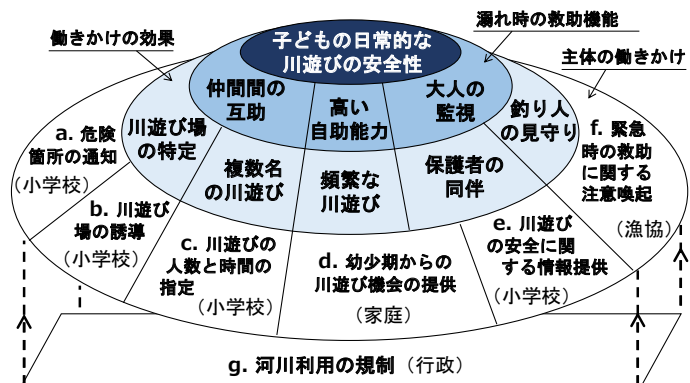 働きかけの効果
溺れ時の救助機能
主体の働きかけ
子どもの日常的な
川遊びの安全性
仲間間の
互助
高い
自助能力
大人の
監視
川遊び場
の特定
複数名
の川遊び
頻繁な
川遊び
保護者の
同伴
釣り人
の見守り
a. 危険
箇所の通知
(小学校)
b. 川遊び
場の誘導
(小学校)
c. 川遊びの
人数と時間の
指定
(小学校)
d. 幼少期からの
川遊び機会の提供
(家庭)
e. 川遊び
の安全に関
する情報提供
(小学校)
f. 緊急
時の救助
に関する
注意喚起
(漁協)
g. 河川利用の規制（行政）